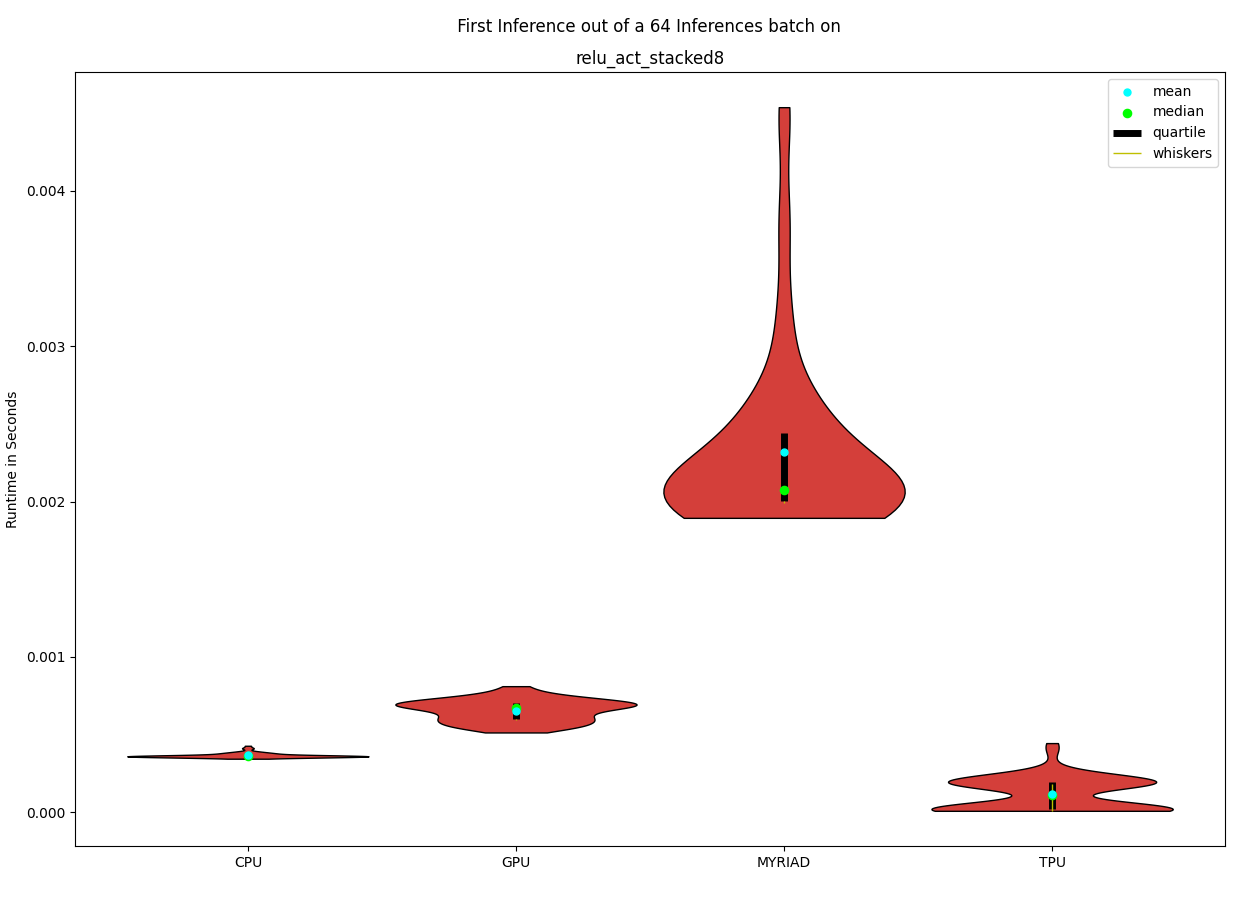 First Inference out of a 64 Inferences batch on
relu_act_stacked8
mean
median
quartile
whiskers
Runtime in Seconds
0.004
0.003
0.002
0.001
0.000
CPU GPU MYRIAD TPU